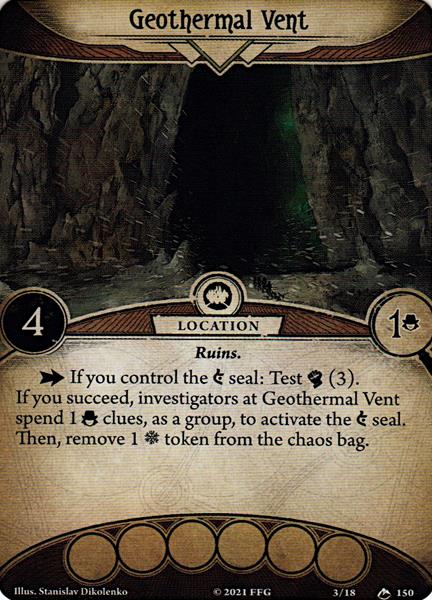 Geothermal Vent
4
1
LOCATION
Ruins.
If you control the seal: Test (3).
If you succeed, investigators at Geothermal Vent
spend 1 clues, as a group, to activate the seal.
Then, remove 1 token from the chaos bag.
Illus. Stanislav Dikolenko © 2021 FFG 3/18 150